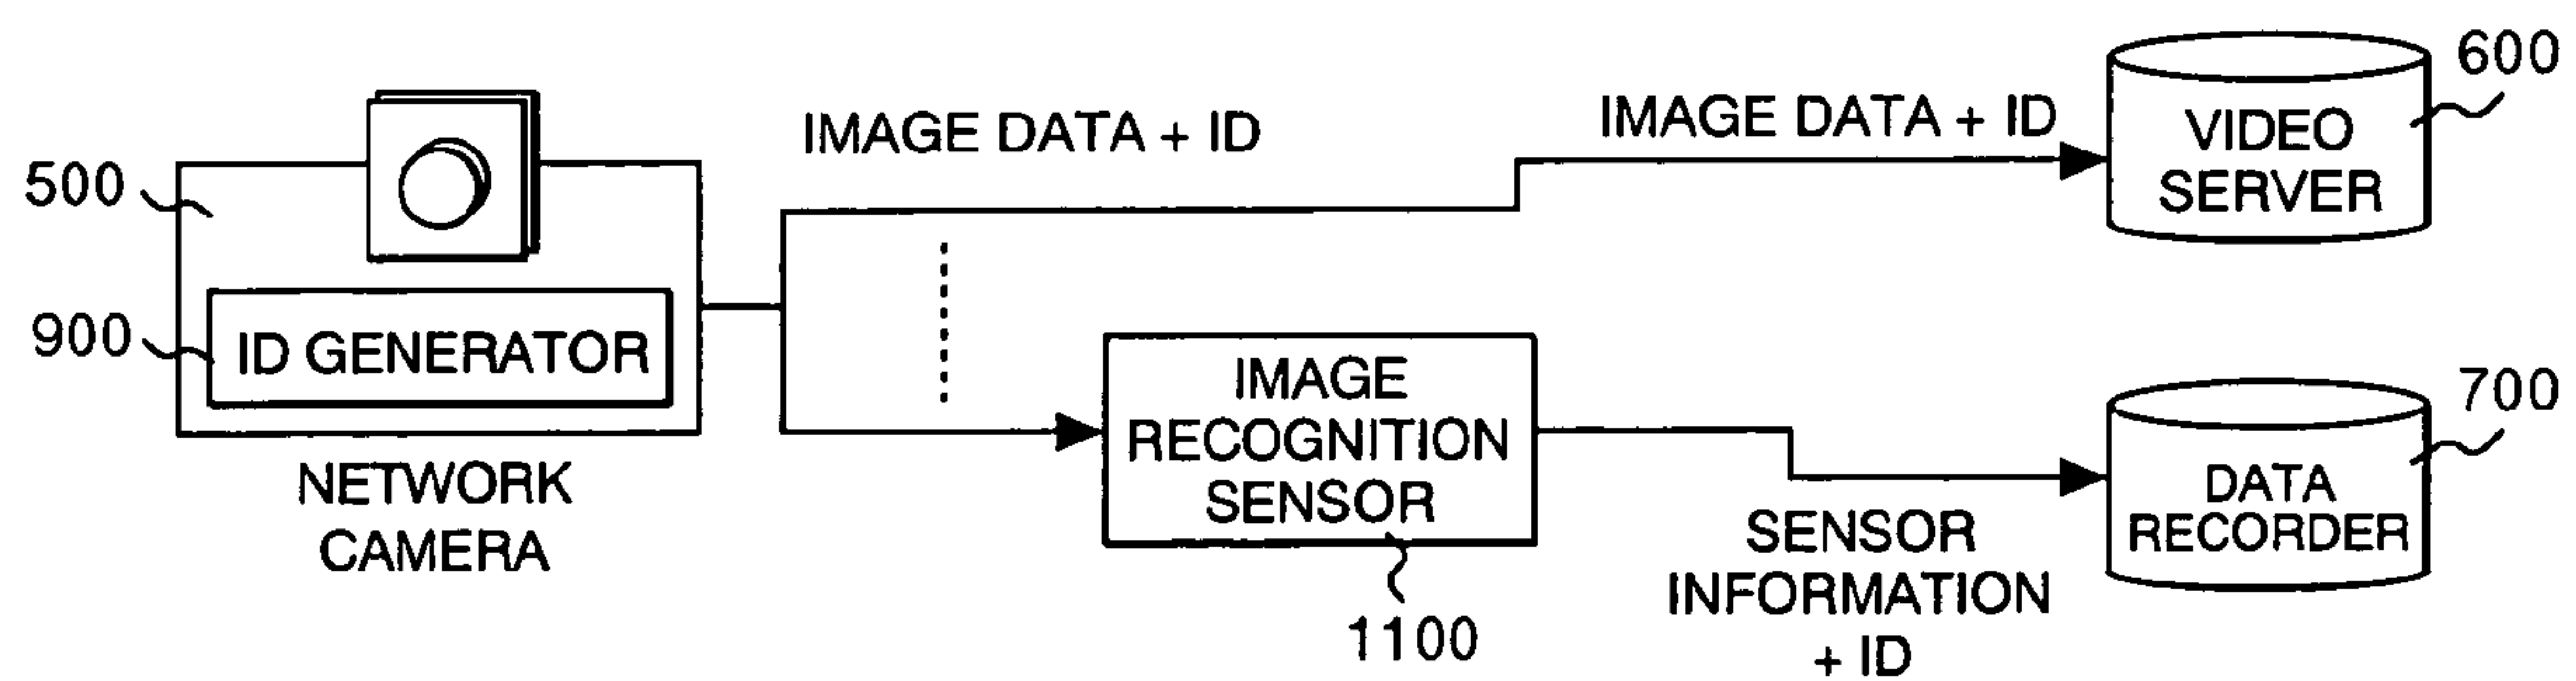 500
900
ID GENERATOR
NETWORK
CAMERA
IMAGE DATA + ID
IMAGE DATA + ID
VIDEO
SERVER
600
IMAGE
RECOGNITION
SENSOR
1100
SENSOR
INFORMATION
+ ID
DATA
RECORDER
700